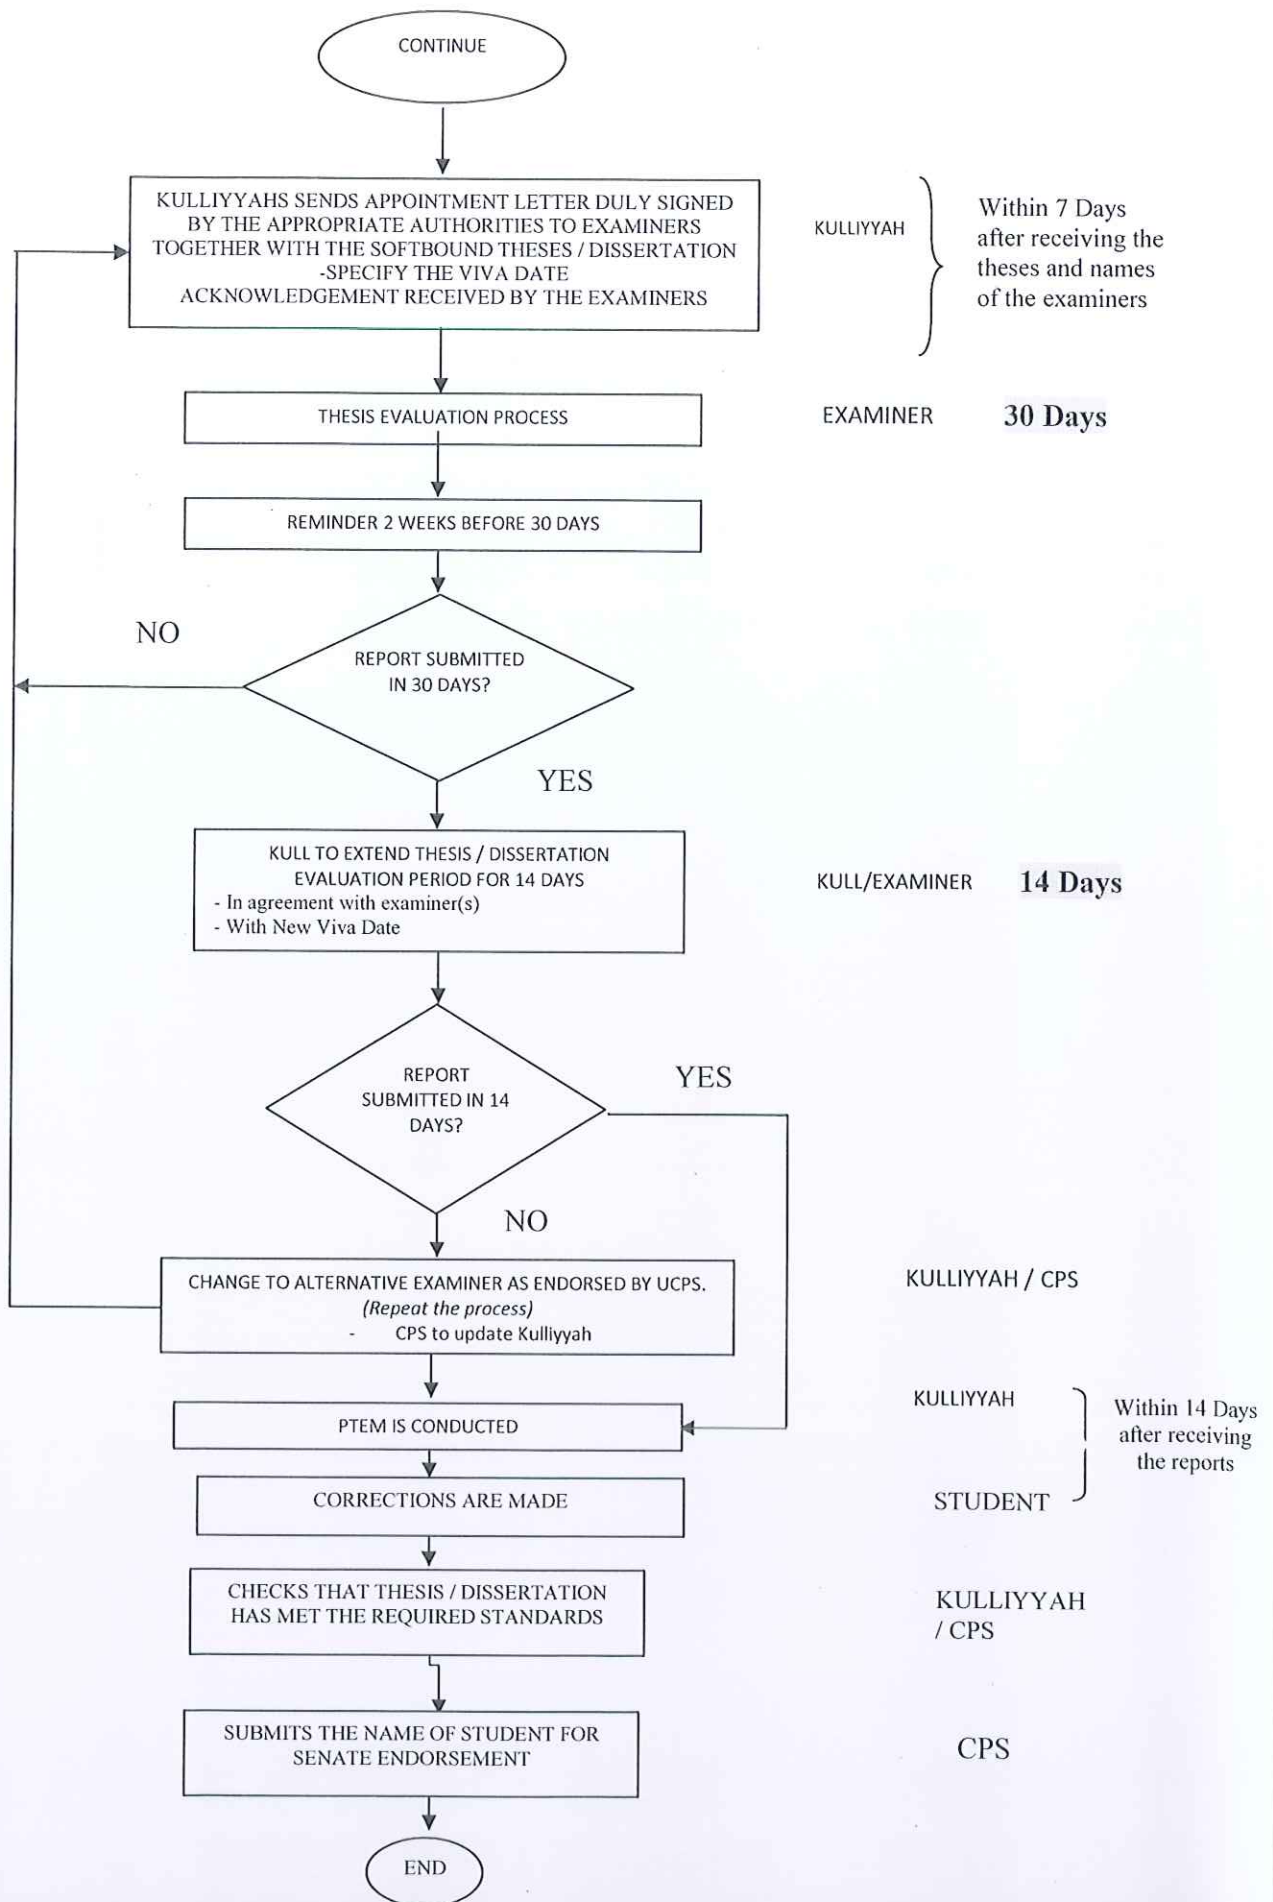 CONTINUE
KULLIYYAHS SENDS APPOINTMENT LETTER DULY SIGNED
BY THE APPROPRIATE AUTHORITIES TO EXAMINERS
TOGETHER WITH THE SOFTBOUND THESES / DISSERTATION
-SPECIFY THE VIVA DATE
ACKNOWLEDGEMENT RECEIVED BY THE EXAMINERS
KULLIYYAH
Within 7 Days
after receiving the
theses and names
of the examiners
THESIS EVALUATION PROCESS
EXAMINER
30 Days
REMINDER 2 WEEKS BEFORE 30 DAYS
NO
REPORT SUBMITTED
IN 30 DAYS?
YES
KULL TO EXTEND THESIS / DISSERTATION
EVALUATION PERIOD FOR 14 DAYS
- In agreement with examiner(s)
- With New Viva Date
KULL/EXAMINER
14 Days
REPORT
SUBMITTED IN 14
DAYS?
YES
NO
CHANGE TO ALTERNATIVE EXAMINER AS ENDORSED BY UCPS.
(Repeat the process)
- CPS to update Kulliyyah
KULLIYYAH / CPS
PTEM IS CONDUCTED
KULLIYYAH
Within 14 Days
after receiving
the reports
CORRECTIONS ARE MADE
STUDENT
CHECKS THAT THESIS / DISSERTATION
HAS MET THE REQUIRED STANDARDS
KULLIYYAH
/ CPS
SUBMITS THE NAME OF STUDENT FOR
SENATE ENDORSEMENT
CPS
END